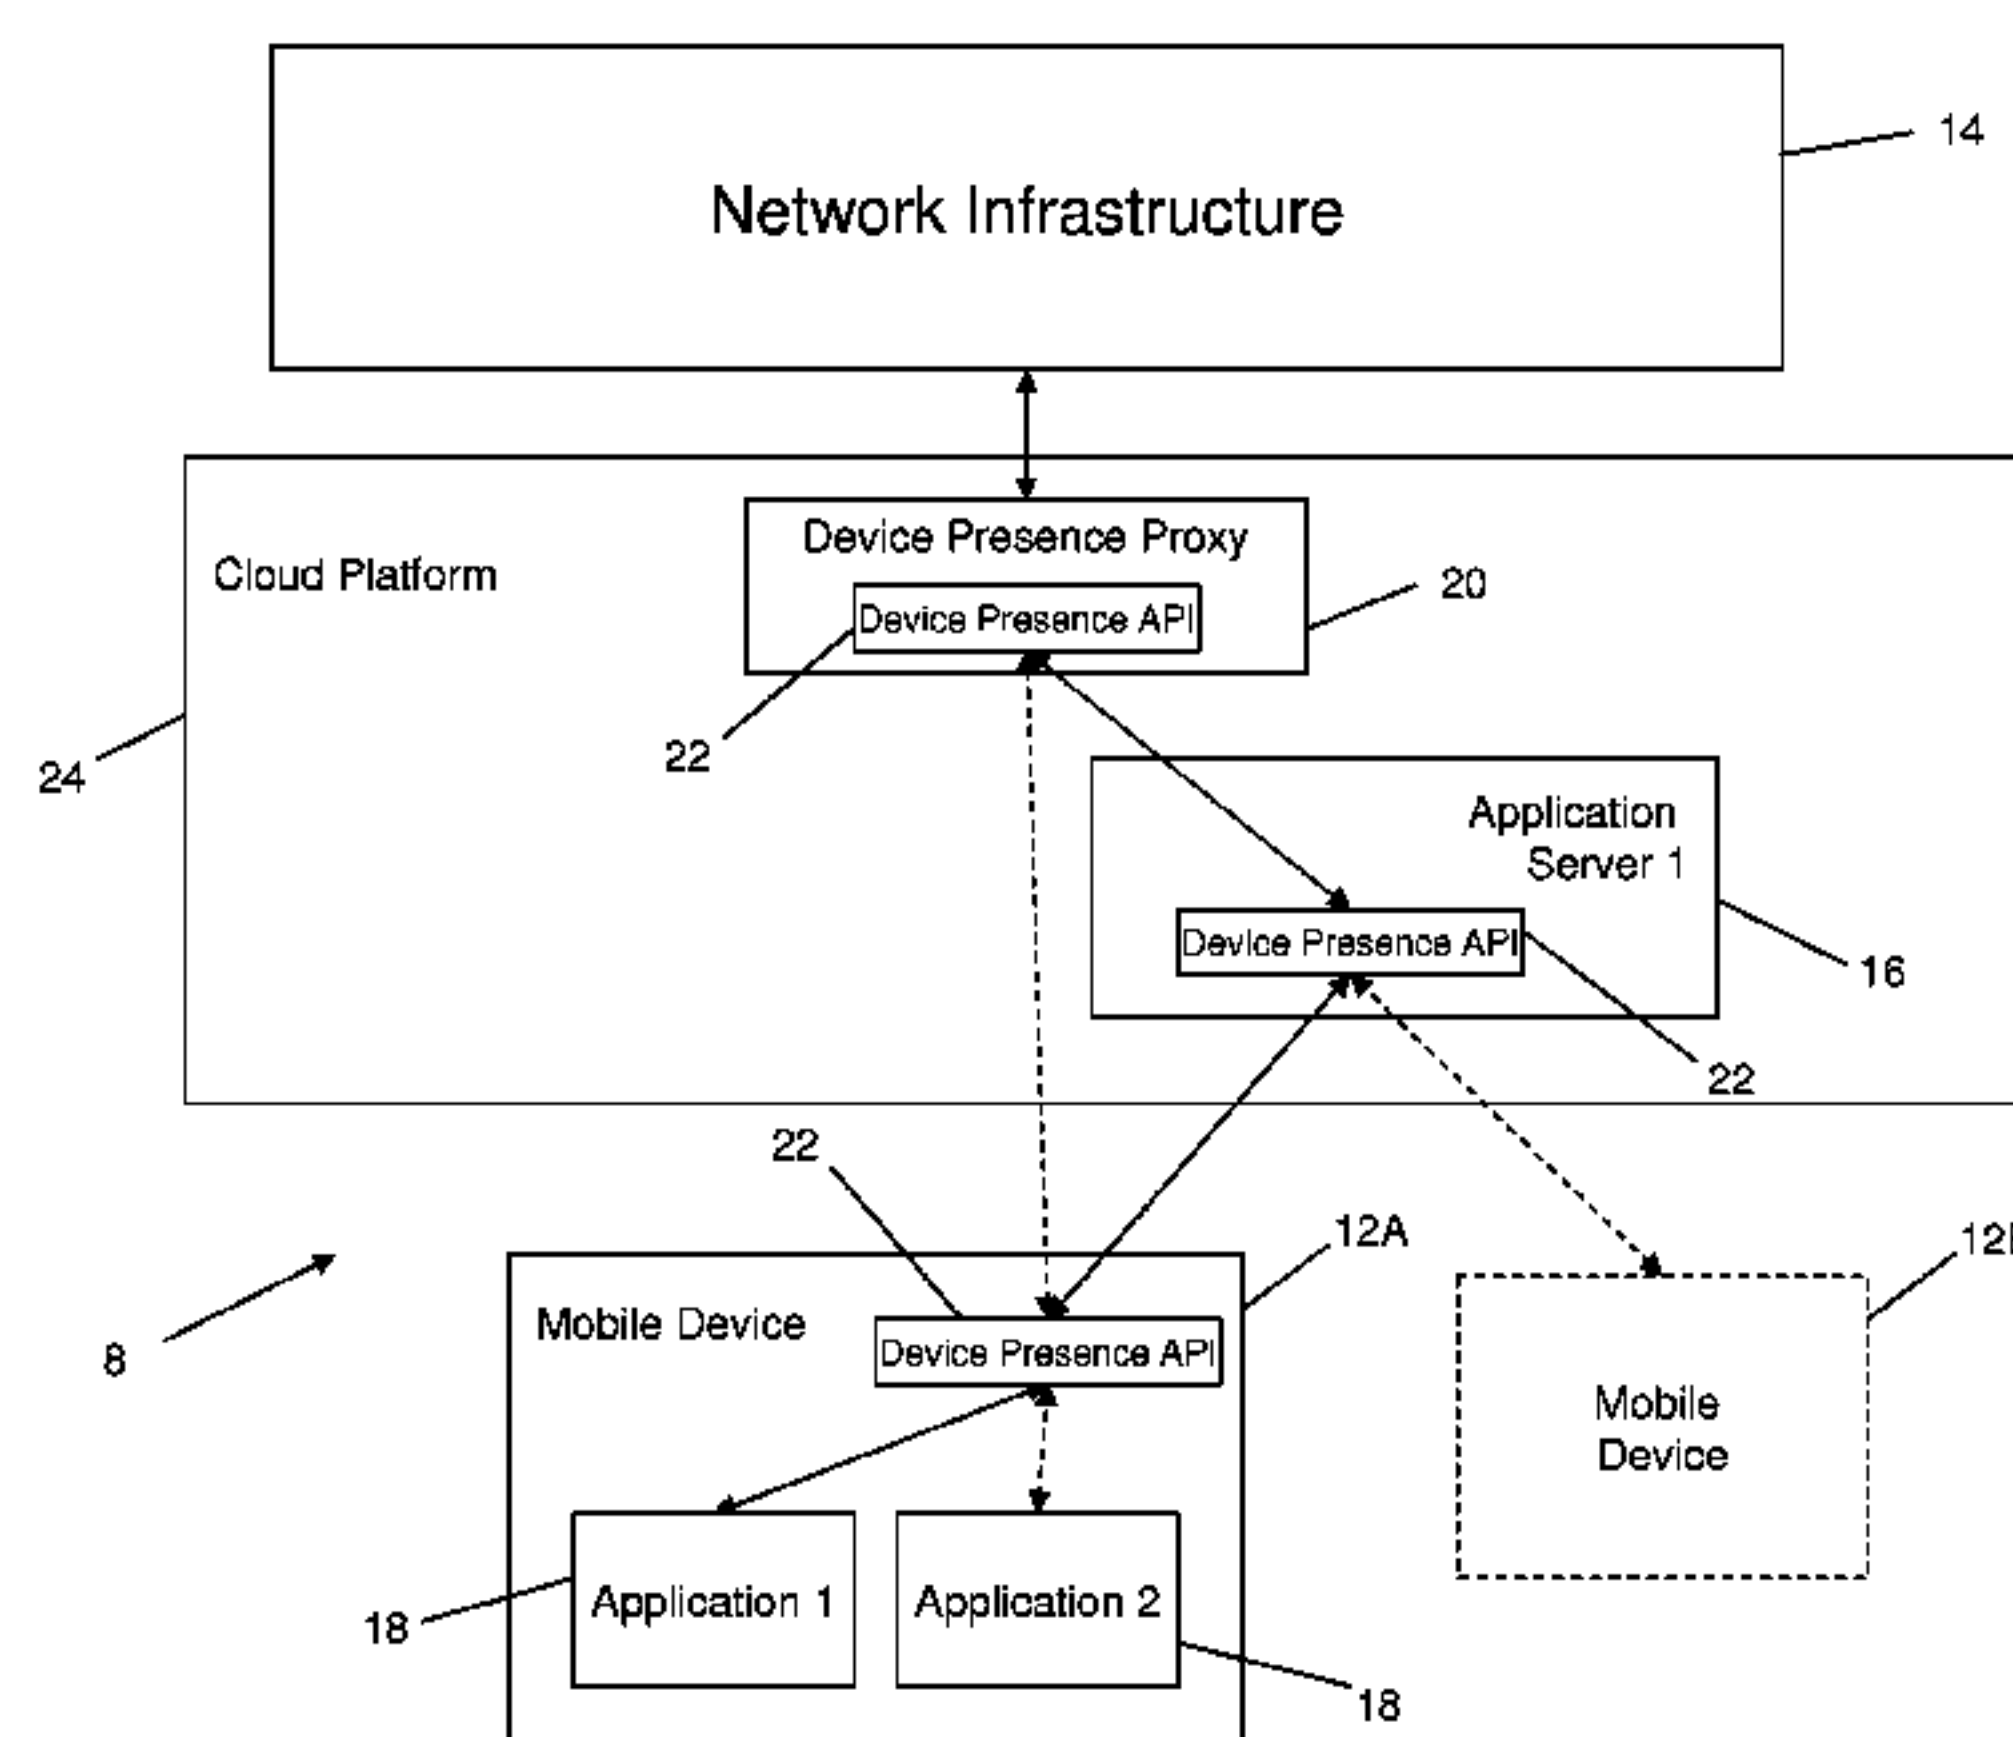 14
Network Infrastructure
Device Presence Proxy
Cloud Platform
20
Device Presence API
22
24
Application
Server 1
Device Presence API
16
22
22
12A
Mobile Device
Device Presence API
8
Mobile
Device
Application 1
Application 2
18
18